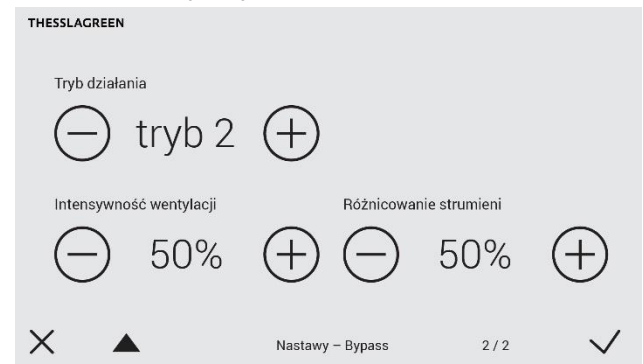 THESSLAGREEN
Tryb działania
tryb 2
Intensywność wentylacji Różnicowanie strumieni
50% 50%
Nastawy – Bypass 2 / 2